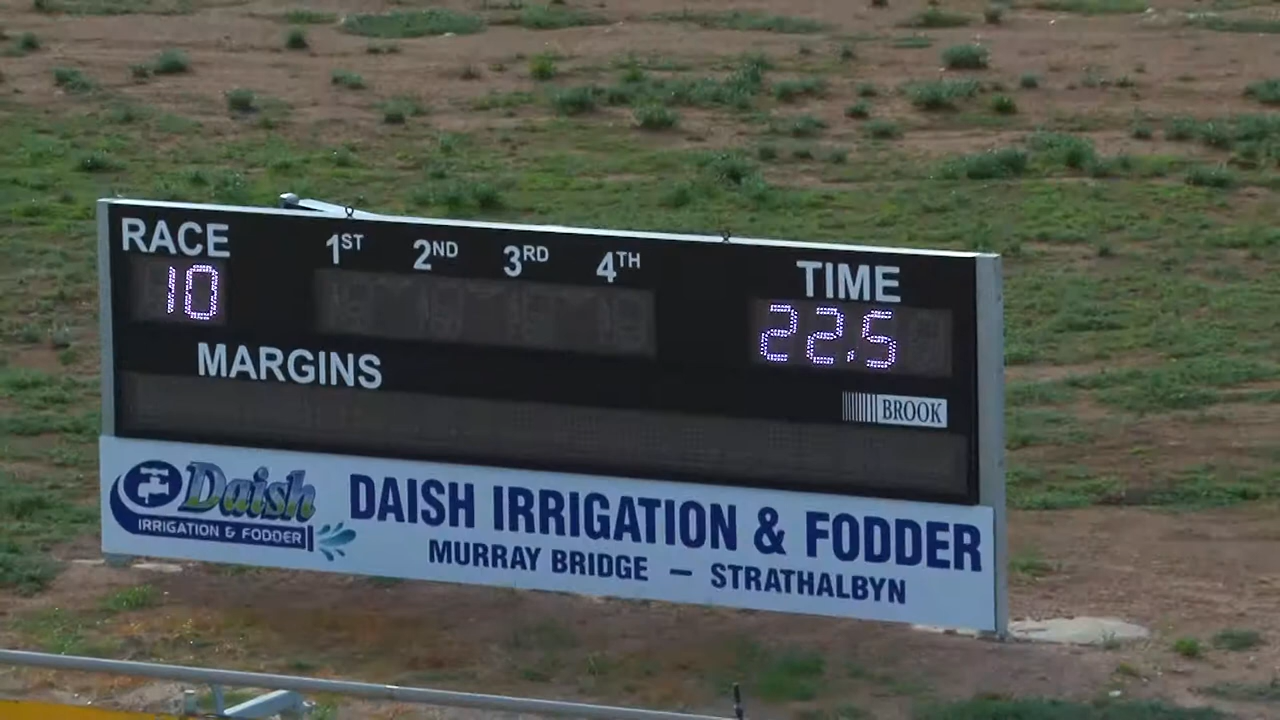 RACE 1ST 2ND 3RD 4TH TIME
10 22.5
MARGINS
BROOK
Daish
IRRIGATION & FODDER
DAISH IRRIGATION & FODDER
MURRAY BRIDGE – STRATHALBYN